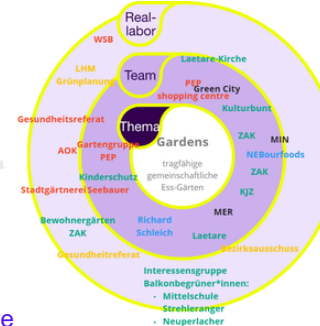 Real-
labor
WSB
Team
Laetare-Kirche
LHM
Grünplanung
PEP
Green City
shopping centre
Kulturbunt
Gesundheitsreferat
Thema
Gardens
ZAK
MIN
Gartengruppe
PEP
AOK
NEBourfoods
tragfähige
gemeinschaftliche
Ess-Gärten
ZAK
Kinderschutz
StadtgärtnereiSeebauer
KJZ
MER
Bewohnergärten
ZAK
Richard
Schleich
Laetare
Bezirksausschuss
Gesundheitreferat
Interessensgruppe
Balkonbegrüner*innen:
• Mittelschule
Strehleranger
• Neuperlacher
e